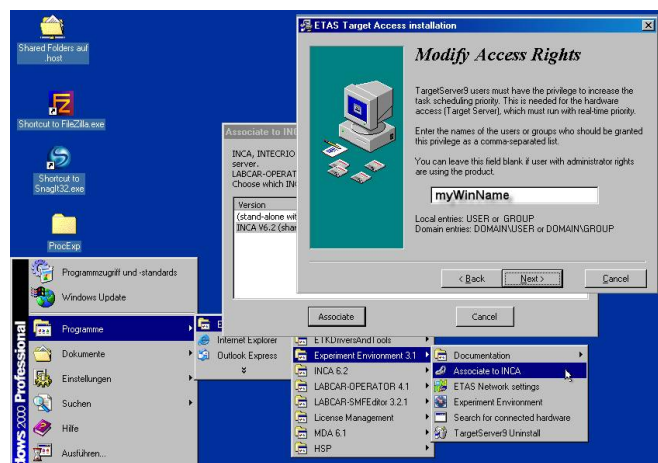 ETAS Target Access installation
Shared Folders auf
.host
Modify Access Rights
TargetServer9 users must have the privilege to increase the
task scheduling priority. This is needed for the hardware
access (Target Server), which must run with real-time priority.
Enter the names of the users or groups who should be granted
this privilege as a comma-separated list.
You can leave this field blank if user with administrator rights
are using the product.
myWinName
Local entries: USER or GROUP
Domain entries: DOMAIN\USER or DOMAIN\GROUP
< Back
Next >
Cancel
Shortcut to FileZilla.exe
Shortcut to
SnagIt32.exe
ProcExp
Associate to IN
INCA, INTECRIO
server.
LABCAR-OPERAT
Choose which IN
Version
(stand-alone wit
INCA V6.2 (shar
Associate
Cancel
Programmzugriff und -standards
Windows Update
Programme
Dokumente
Einstellungen
Suchen
Hilfe
Ausführen...
dows 2000 Professional
E
Internet Explorer
Outlook Express
ETKDriversAndTools
Experiment Environment 3.1
INCA 6.2
LABCAR-OPERATOR 4.1
LABCAR-SMFEditor 3.2.1
License Management
MDA 6.1
HSP
Documentation
Associate to INCA
ETAS Network settings
Experiment Environment
Search for connected hardware
TargetServer9 Uninstall